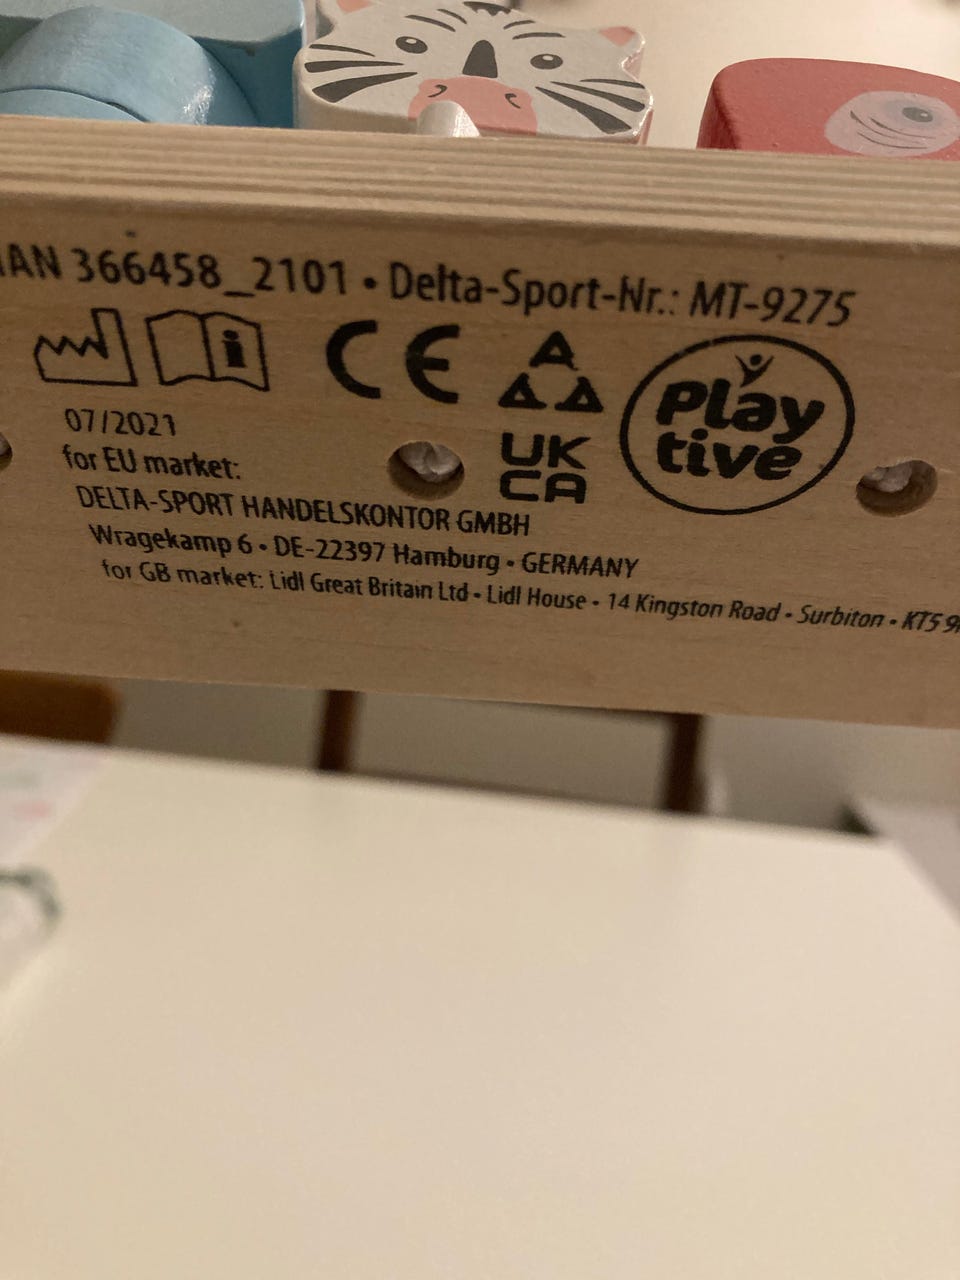 IAN 366458_2101 • Delta-Sport-Nr.: MT-9275
CE
UK
CA
Play
tive
07/2021
for EU market:
DELTA-SPORT HANDELSKONTOR GMBH
Wragekamp 6 • DE-22397 Hamburg • GERMANY
for GB market: Lidl Great Britain Ltd • Lidl House • 14 Kingston Road • Surbiton • KT5